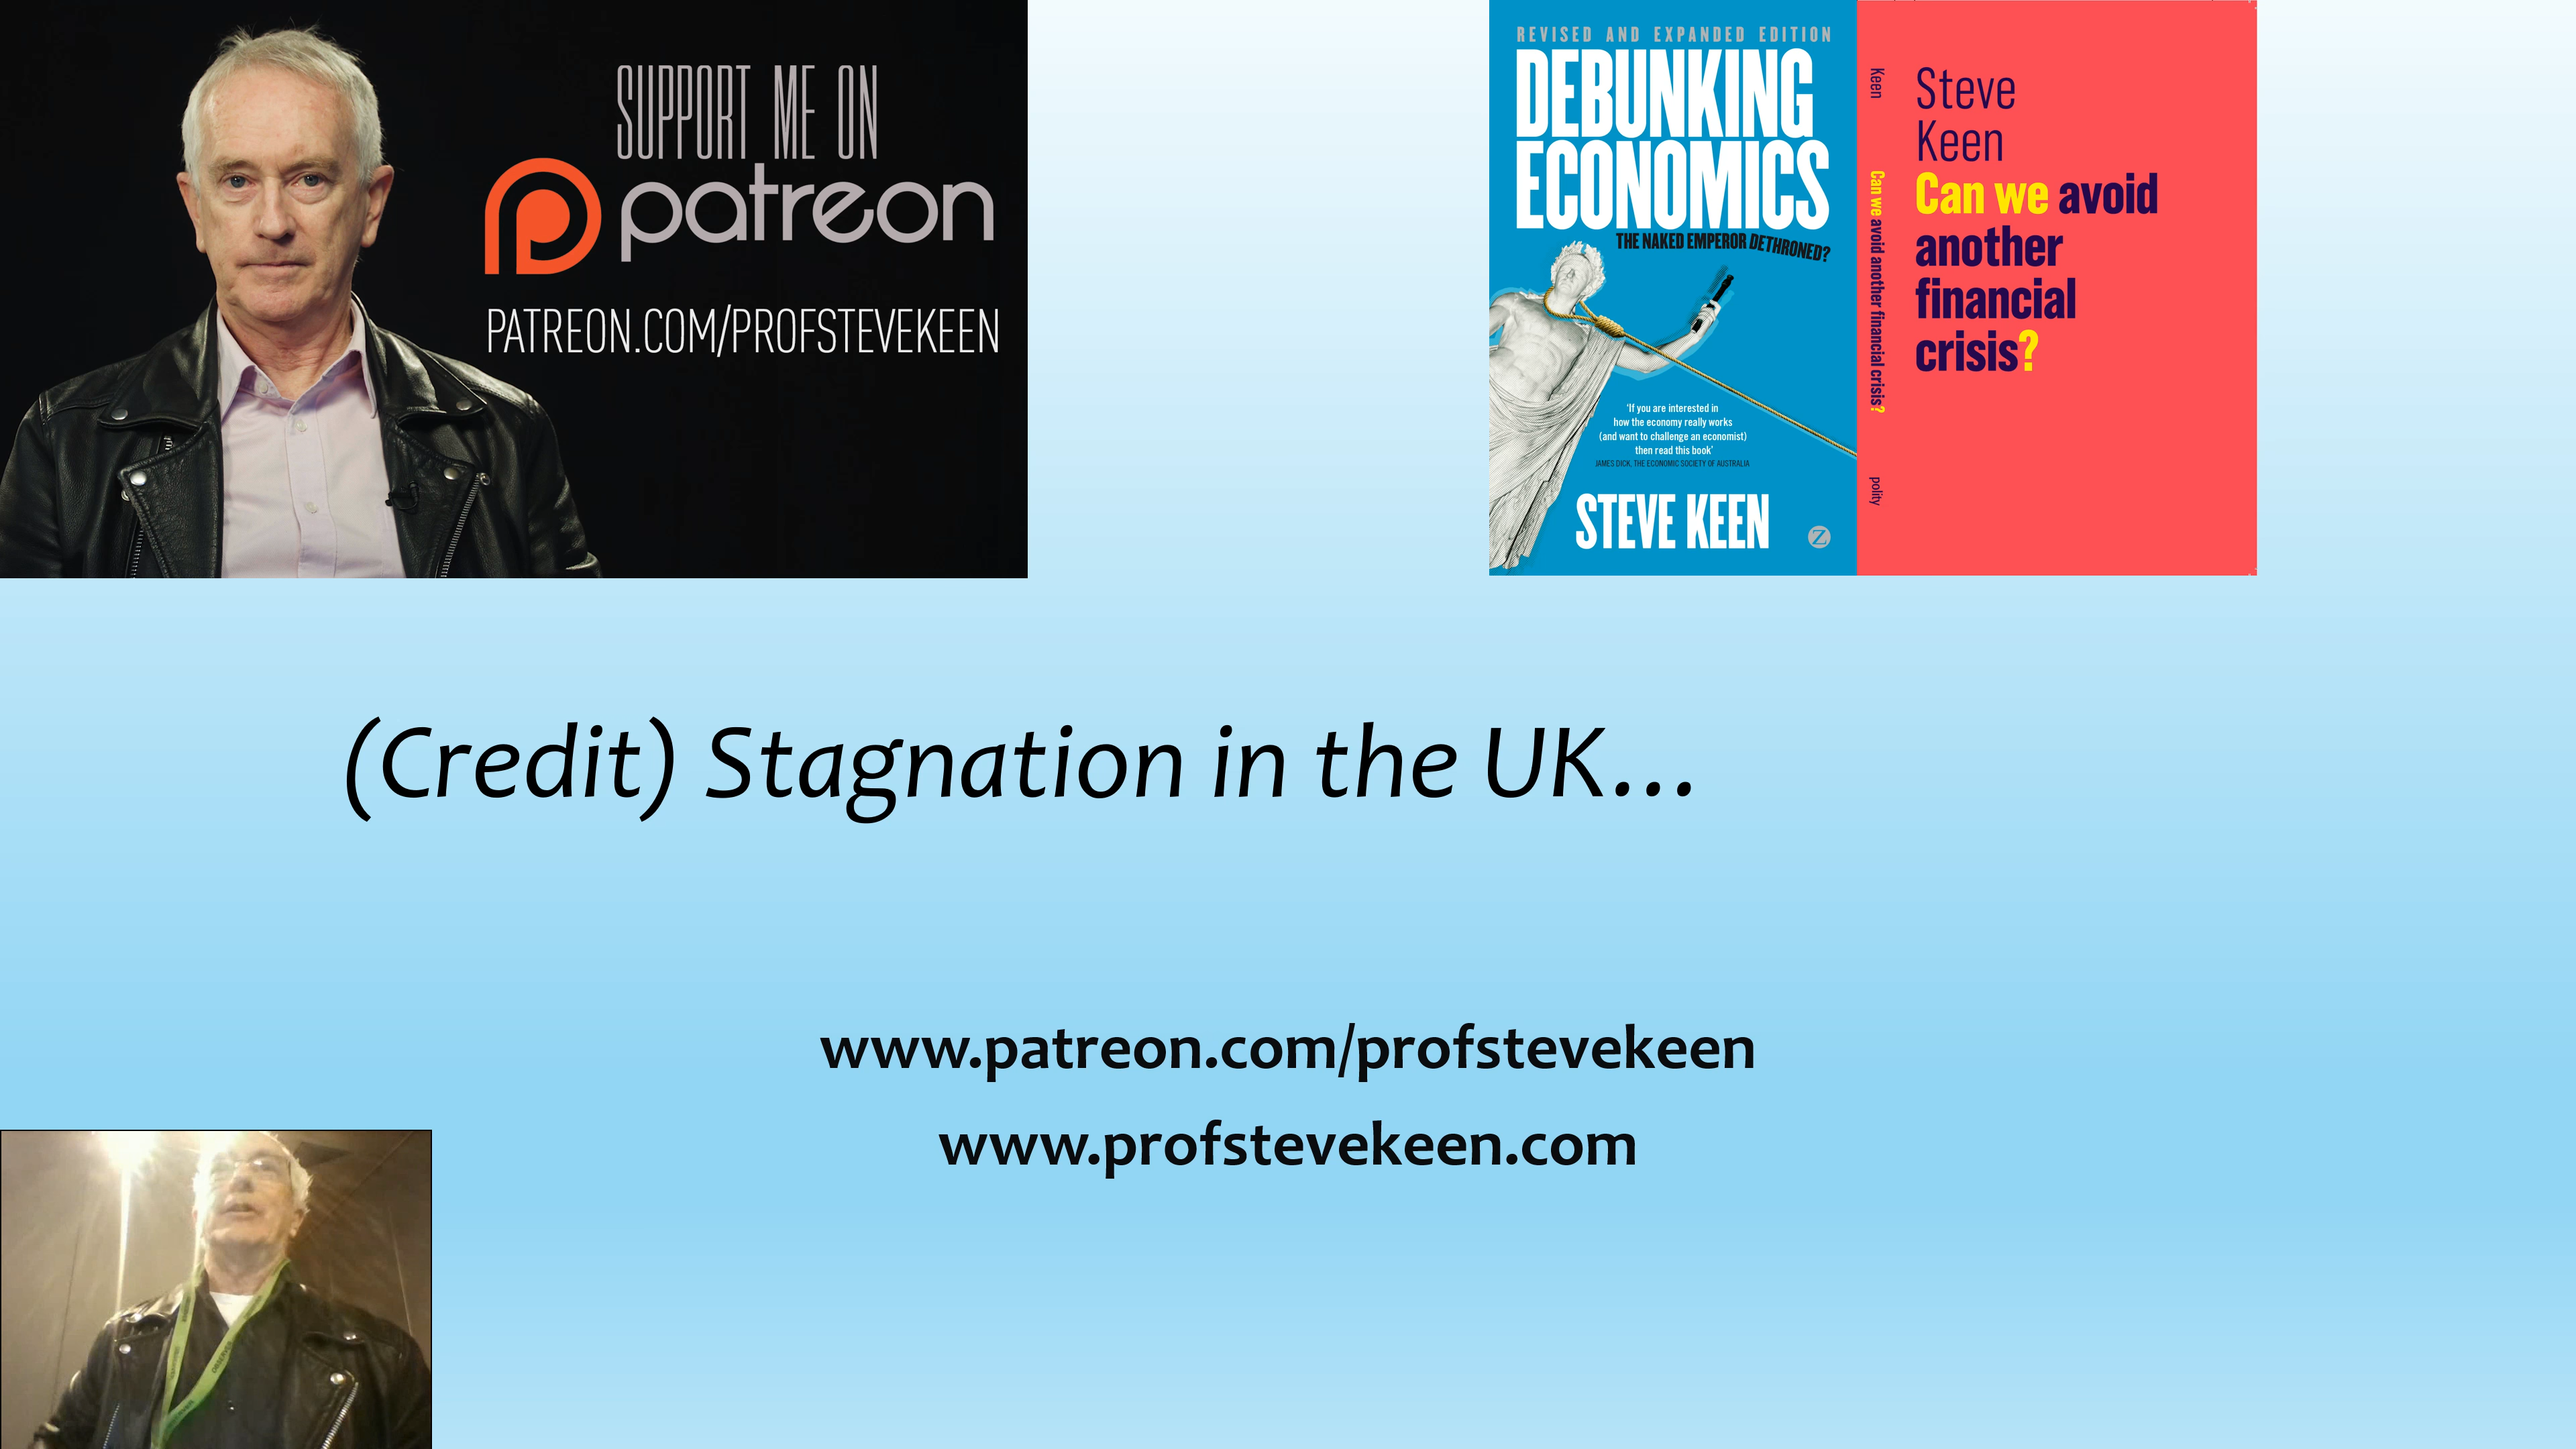 SUPPORT ME ON
patreon
PATREON.COM/PROFSTEVEKEEN
REVISED AND EXPANDED EDITION
DEBUNKING
ECONOMICS
THE NAKED EMPEROR DETHRONED?
'If you are interested in
how the economy really works
(and want to challenge an economist)
then read this book'
JAMES DICK, THE ECONOMIC SOCIETY OF AUSTRALIA
STEVE KEEN
Z
Keen
Can we avoid another financial crisis?
polity
Steve
Keen
Can we avoid
another
financial
crisis?
(Credit) Stagnation in the UK...
www.patreon.com/profstevekeen
www.profstevekeen.com
OBSERVER